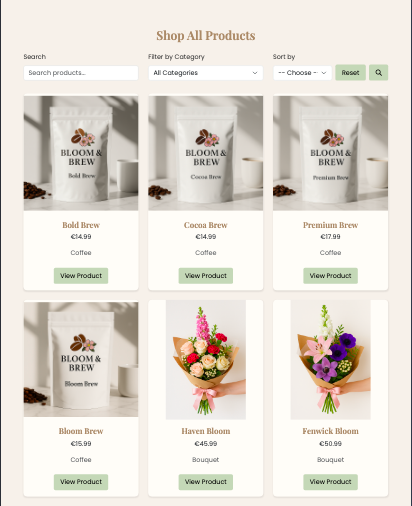 Shop All Products
Search
Filter by Category
Sort by
Search products...
All Categories
-- Choose -
Reset
BLOOM &
BREW
Bold Brew
BLOOM &
BREW
Cocoa Brew
BLOOM &
BREW
Premium Brew
Bold Brew
€14.99
Coffee
View Product
Cocoa Brew
€14.99
Coffee
View Product
Premium Brew
€17.99
Coffee
View Product
BLOOM &
BREW
Bloom Brew
Bloom Brew
€15.99
Coffee
View Product
Haven Bloom
€45.99
Bouquet
View Product
Fenwick Bloom
€50.99
Bouquet
View Product